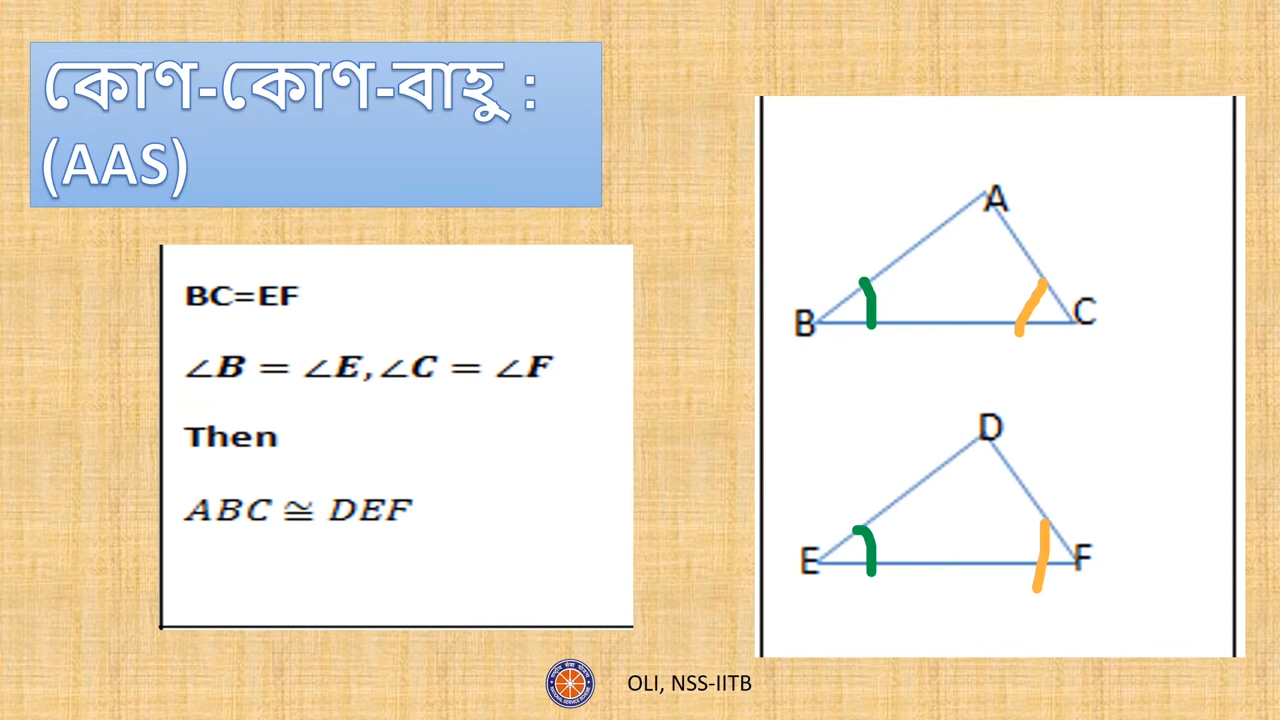 কোণ-কোণ-বাহু :
(AAS)
BC=EF
∠B = ∠E,∠C = ∠F
Then
ABC ≅ DEF
A
B
C
D
E
F
OLI, NSS-IITB